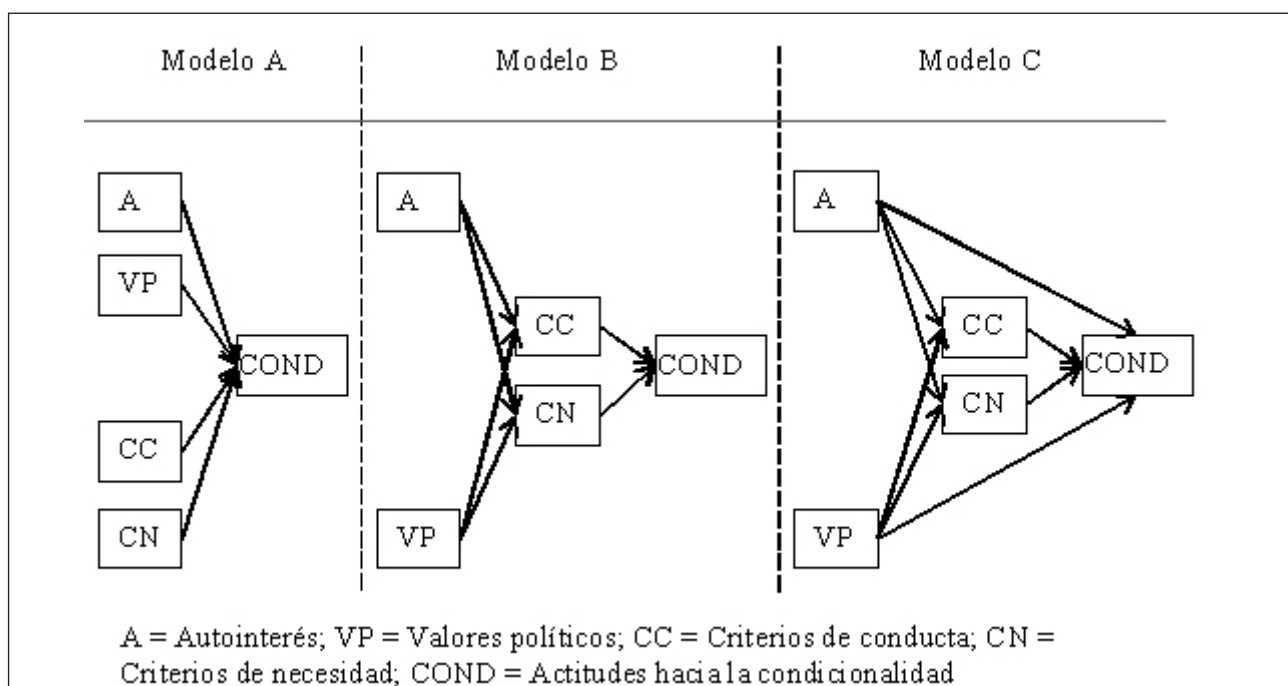 Modelo A
Modelo B
Modelo C
A
VP
COND
CC
CN
A
CC
COND
CN
VP
A
CC
COND
CN
VP
A = Autointerés; VP = Valores políticos; CC = Criterios de conducta; CN =
Criterios de necesidad; COND = Actitudes hacia la condicionalidad